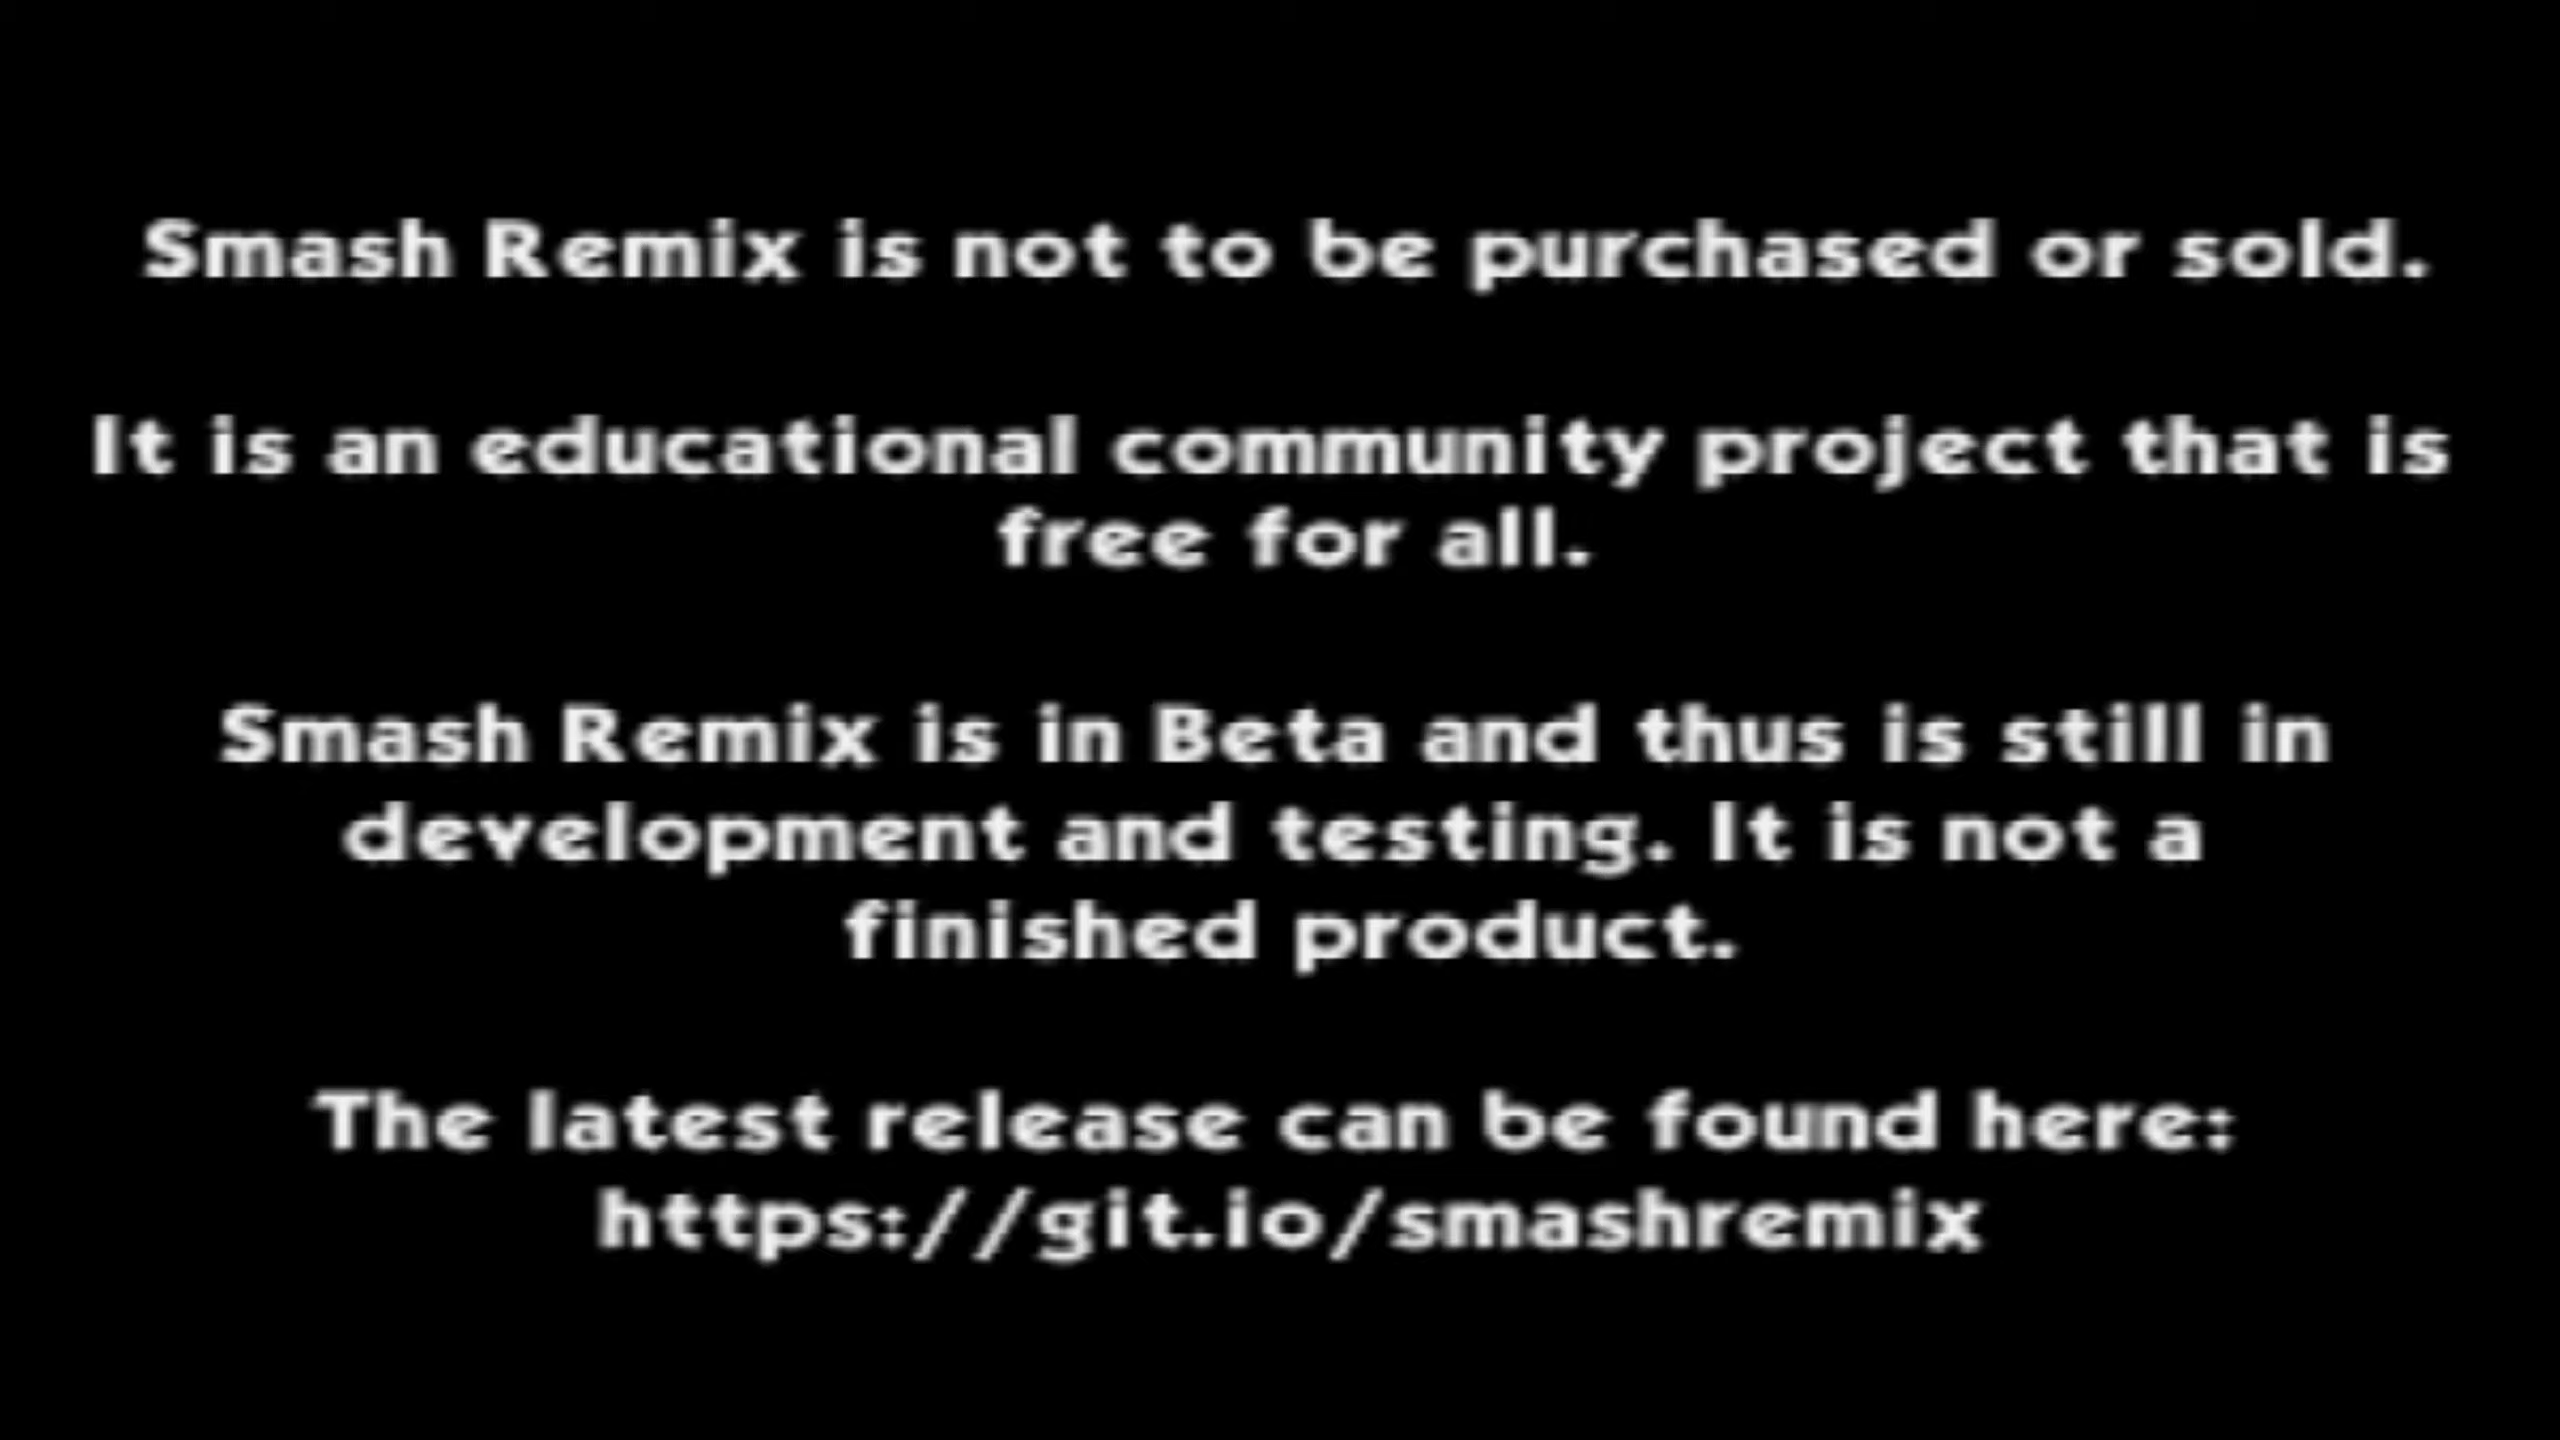 Smash Remix is not to be purchased or sold.
It is an educational community project that is
free for all.
Smash Remix is in Beta and thus is still in
development and testing. It is not a
finished product.
The latest release can be found here:
https://git.io/smashremix